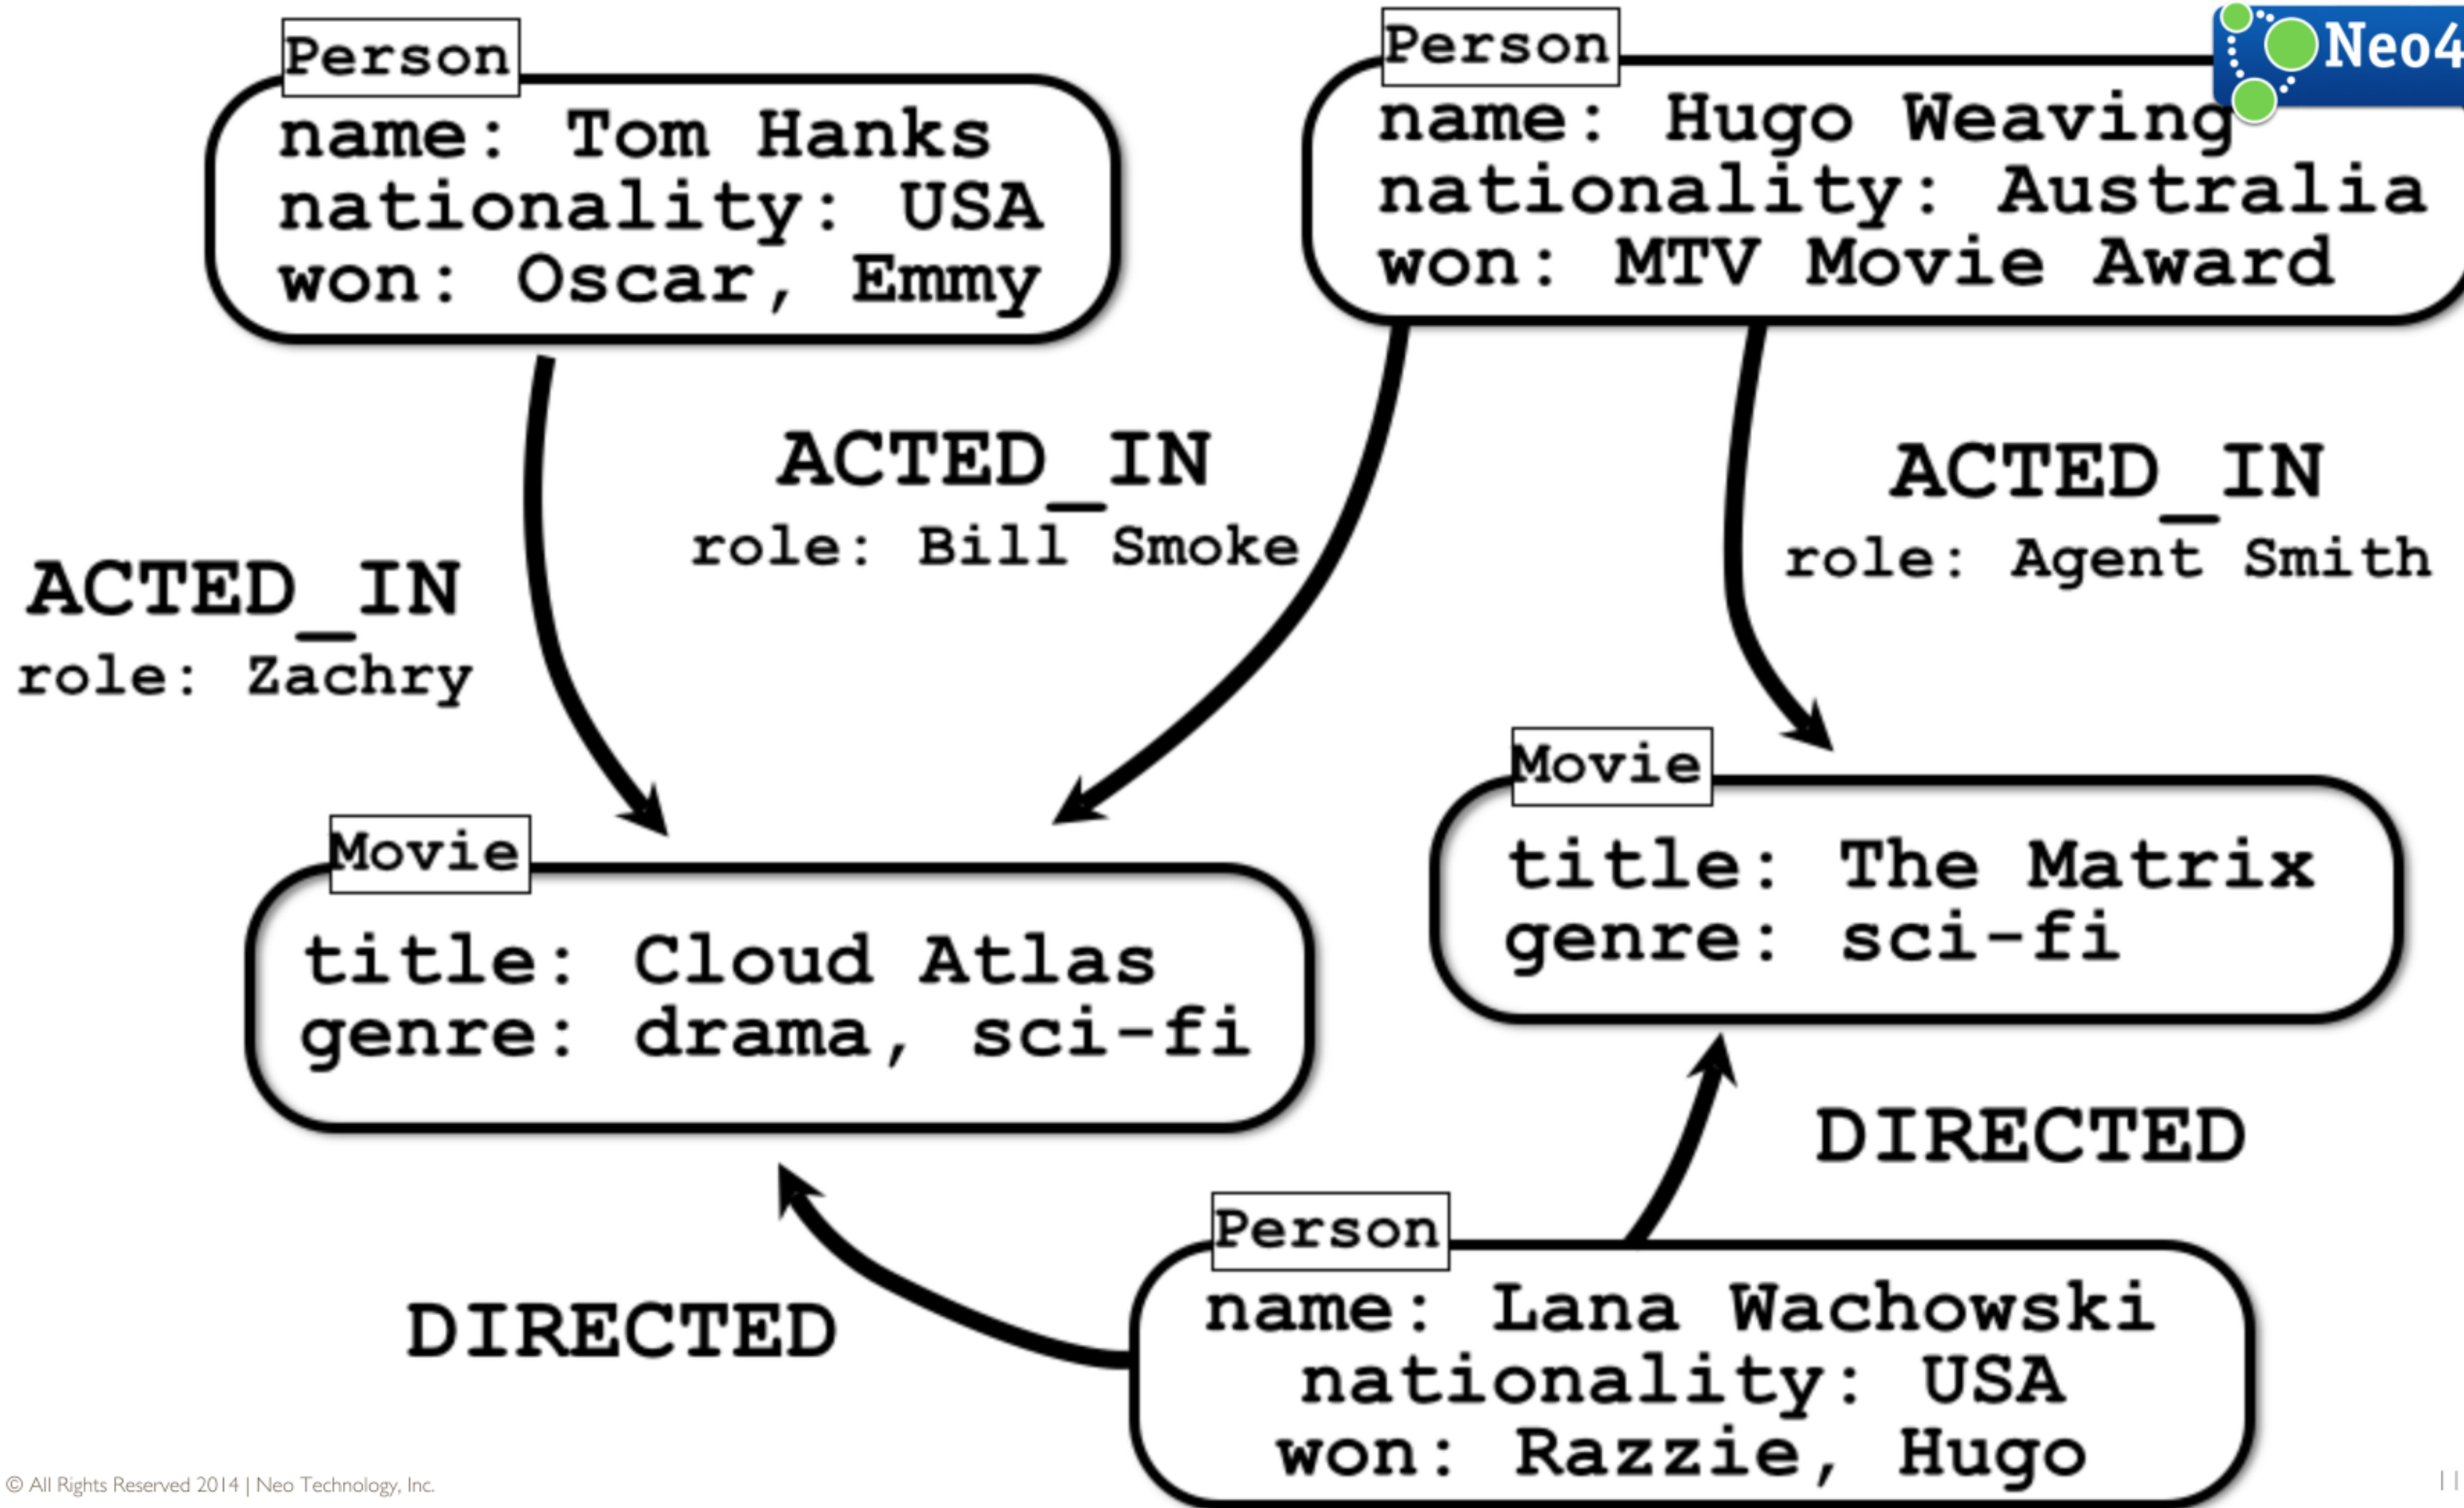 Person
name: Tom Hanks
nationality: USA
won: Oscar, Emmy
Person
Neo4
name: Hugo Weaving
nationality: Australia
won: MTV Movie Award
ACTED_IN
role: Zachry
ACTED_IN
role: Bill Smoke
ACTED_IN
role: Agent Smith
Movie
title: Cloud Atlas
genre: drama, sci-fi
Movie
title: The Matrix
genre: sci-fi
DIRECTED
DIRECTED
Person
name: Lana Wachowski
nationality: USA
won: Razzie, Hugo
© All Rights Reserved 2014 | Neo Technology, Inc.
11